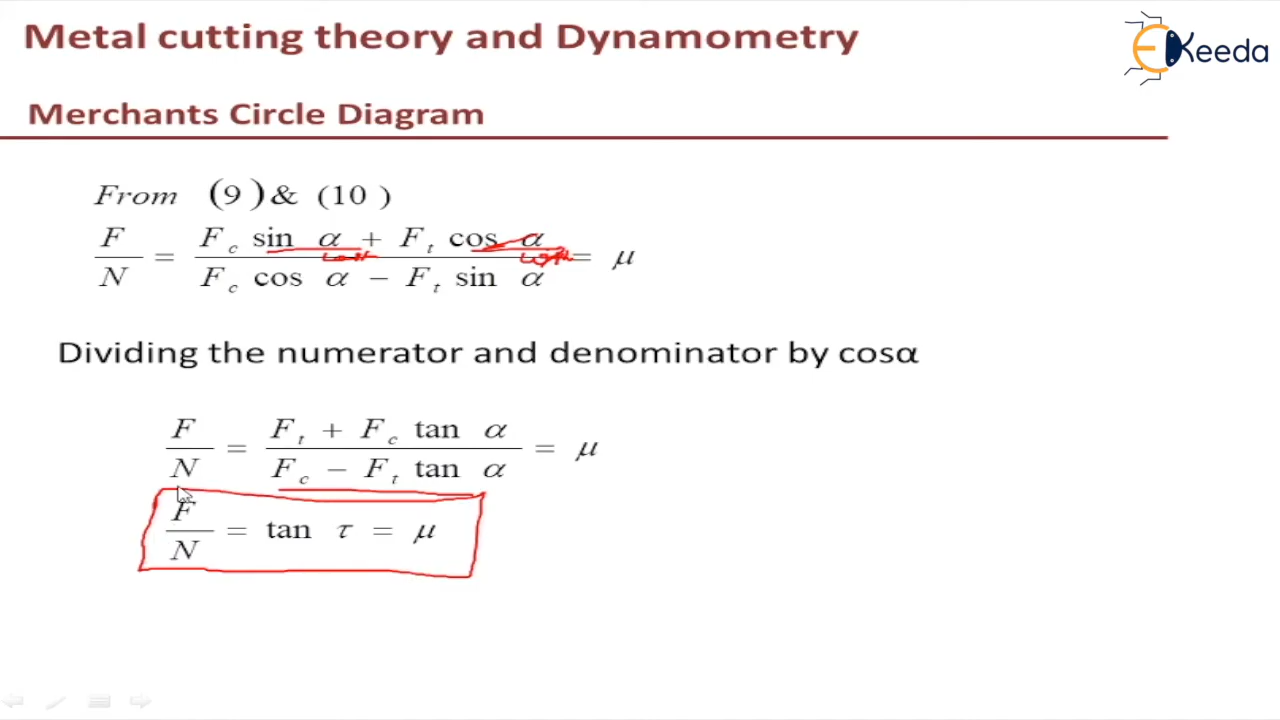 Metal cutting theory and Dynamometry
EKeeda
Merchants Circle Diagram
From (9) & (10)
F/N = (F_c sin α + F_t cos α)/(F_c cos α − F_t sin α) = μ
Dividing the numerator and denominator by cosα
F/N = (F_t + F_c tan α)/(F_c − F_t tan α) = μ
F/N = tan τ = μ